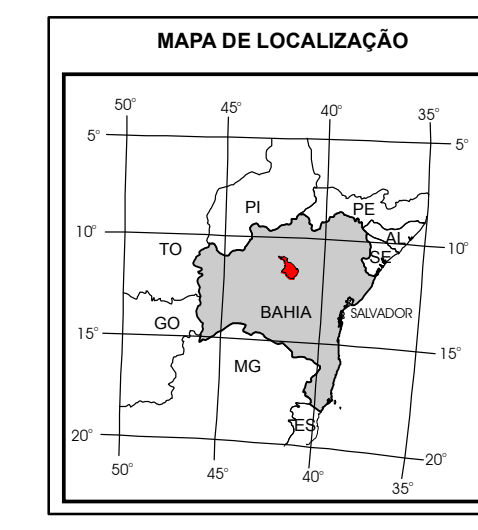 MAPA DE LOCALIZAÇÃO
50° 45° 40° 35°
5° 5°
PI PE
10° AL 10°
TO SE
BAHIA SALVADOR
GO
15° 15°
MG
ES
20° 20°
50° 45° 40° 35°